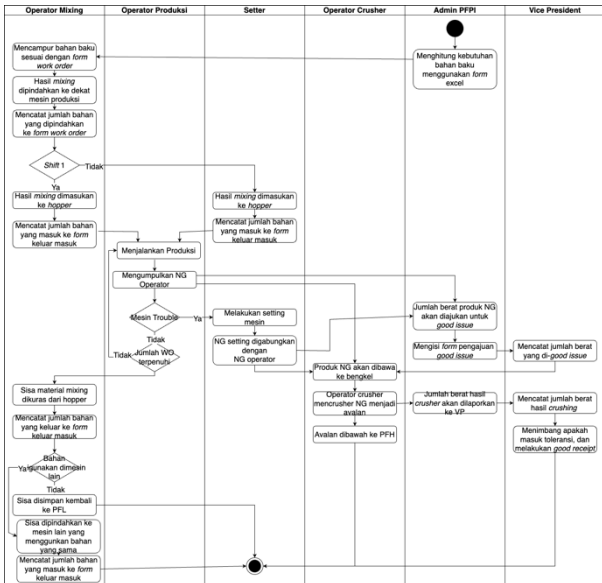 Operator Mixing
Operator Produksi
Setter
Operator Crusher
Admin PFPI
Vice President
Mencampur bahan baku
sesuai dengan form
work order
Menghitung kebutuhan
bahan baku
menggunakan form
excel
Hasil mixing
dipindahkan ke dekat
mesin produksi
Mencatat jumlah bahan
yang dipindahkan
ke form work order
Shift 1
Tidak
Ya
Hasil mixing dimasukan
ke hopper
Hasil mixing dimasukan
ke hopper
Mencatat jumlah bahan
yang masuk ke form
keluar masuk
Mencatat jumlah bahan
yang masuk ke form
keluar masuk
Menjalankan Produksi
Mengumpulkan NG
Operator
Mesin Trouble
Ya
Melakukan setting
mesin
Jumlah berat produk NG
akan diajukan untuk
good issue
Tidak
NG setting digabungkan
dengan
NG operator
Mengisi form pengajuan
good issue
Mencatat jumlah berat
yang di-good issue
Tidak
Jumlah WO
terpenuhi
Produk NG akan dibawa
ke bengkel
Sisa material mixing
dikuras dari hopper
Operator crusher
mencrusher NG menjadi
avalan
Jumlah berat hasil
crusher akan dilaporkan
ke VP
Mencatat jumlah berat
hasil crushing
Mencatat jumlah bahan
yang keluar ke form
keluar masuk
Avalan dibawah ke PFH
Menimbang apakah
masuk toleransi, dan
melakukan good receipt
Bahan
gunakan dimesin
lain
Ya
Tidak
Sisa disimpan kembali
ke PFL
Sisa dipindahkan ke
mesin lain yang
menggunkan bahan
yang sama
Mencatat jumlah bahan
yang masuk ke form
keluar masuk